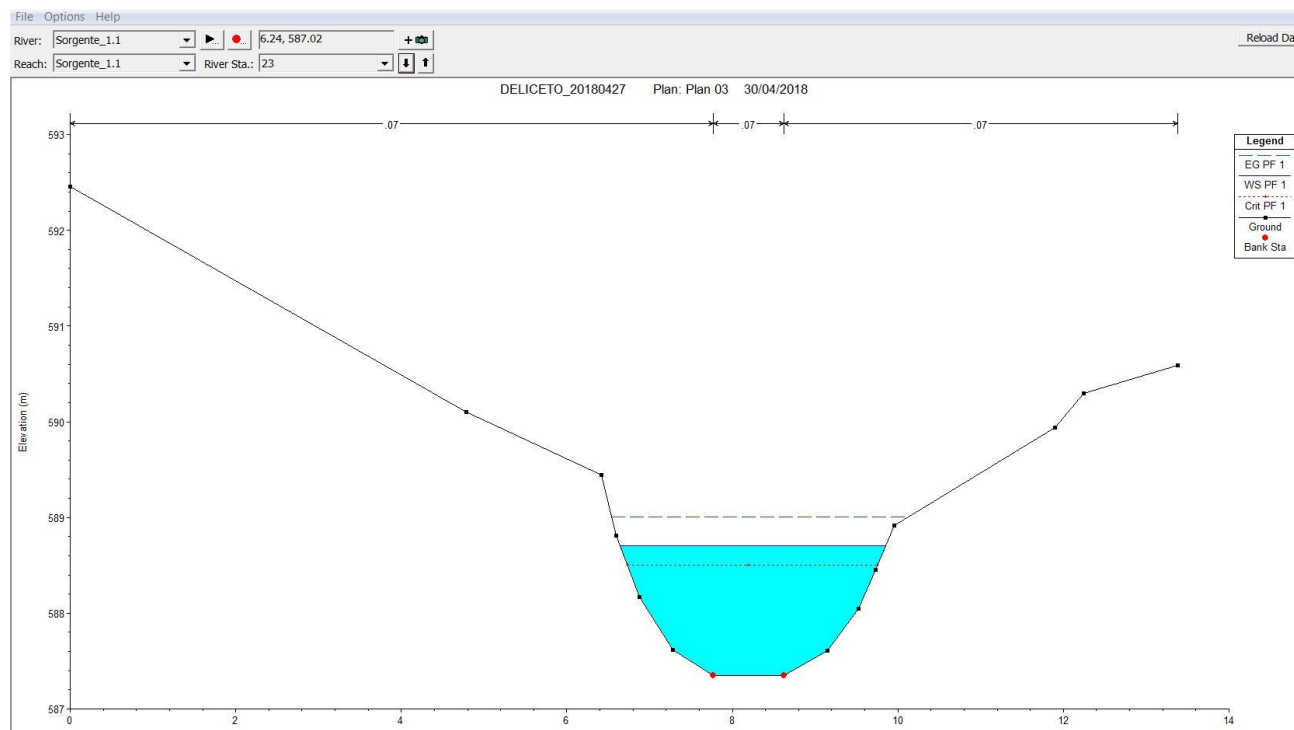 File Options Help
River: Sorgente_1.1 6.24, 587.02 Reload Da
Reach: Sorgente_1.1 River Sta.: 23
DELICETO_20180427 Plan: Plan 03 30/04/2018
.07 .07 .07
Legend
EG PF 1
WS PF 1
Crit PF 1
Ground
Bank Sta
593
592
591
590
589
588
587
Elevation (m)
0 2 4 6 8 10 12 14